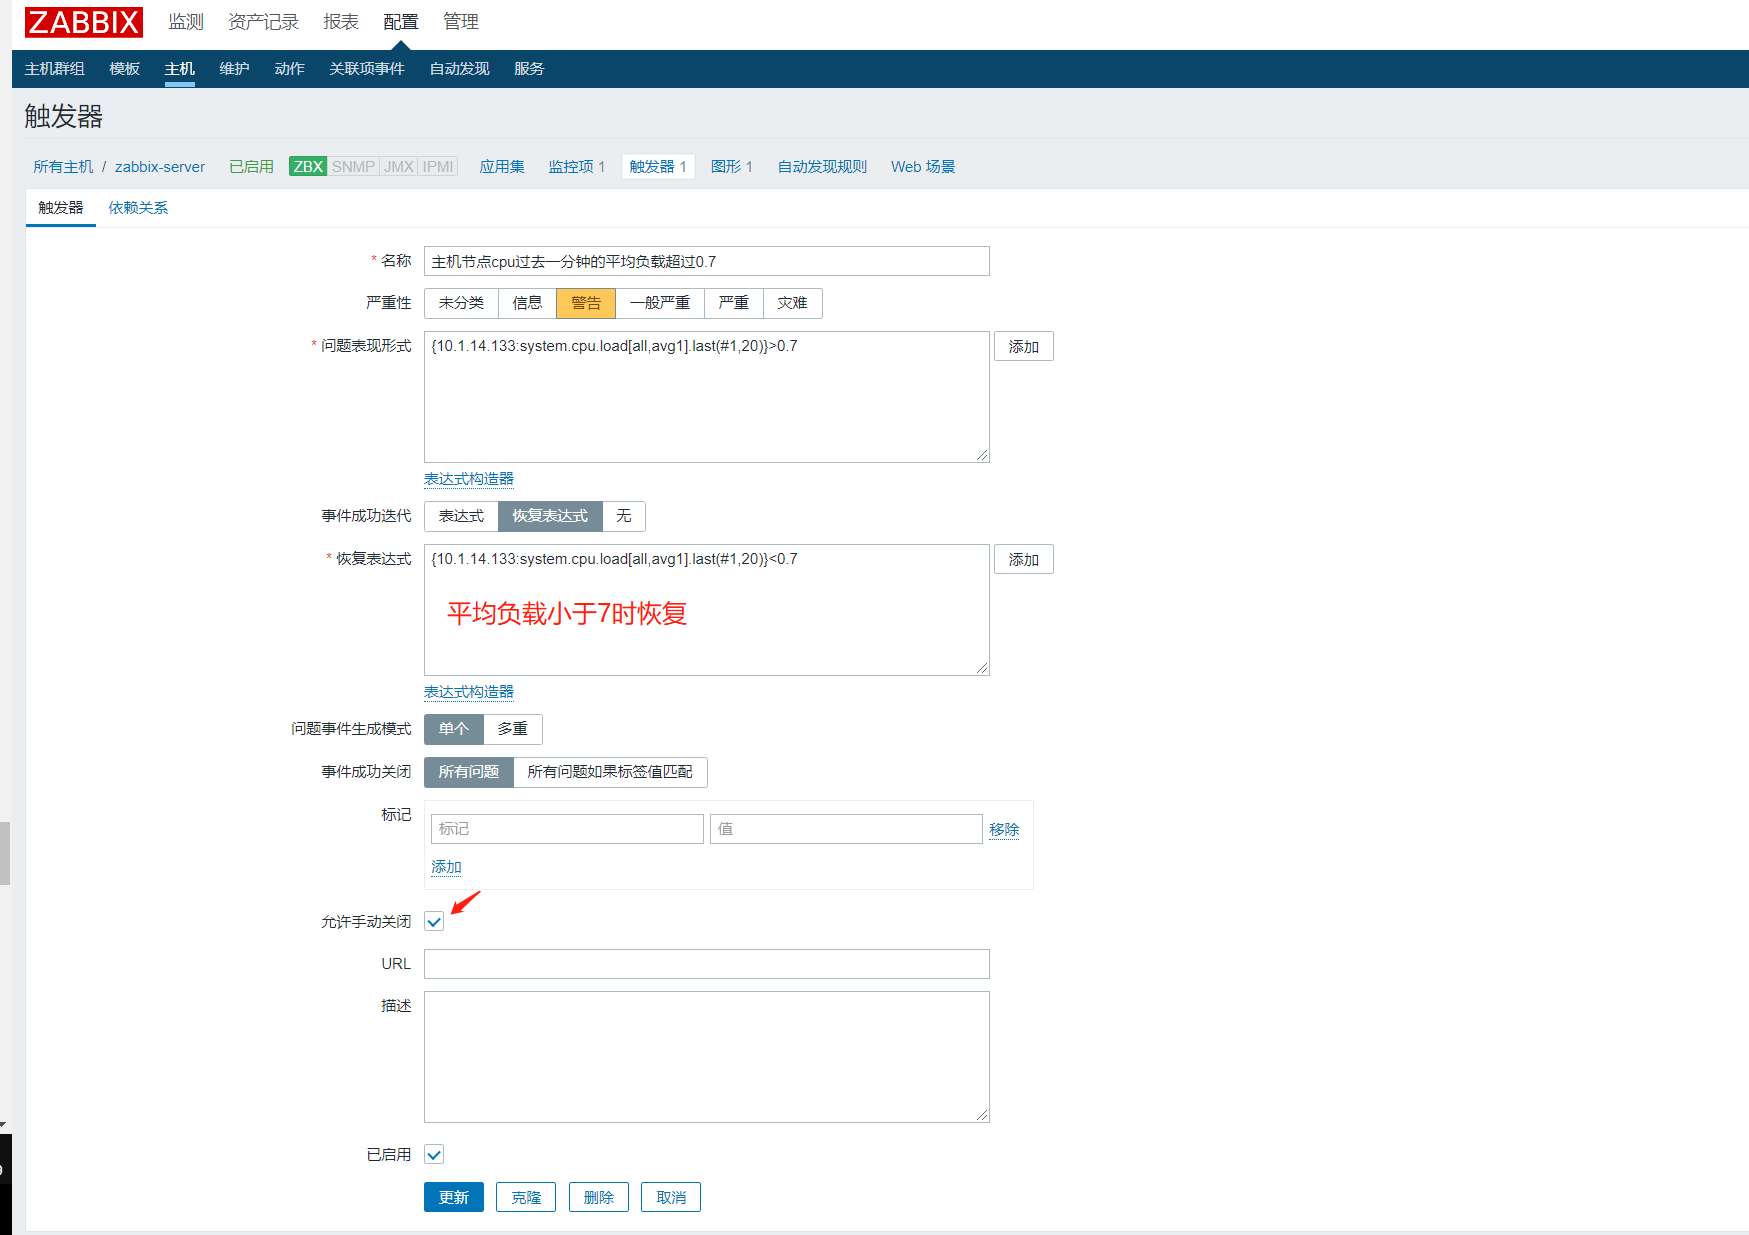 ZABBIX 监测 资产记录 报表 配置 管理
主机群组 模板 主机 维护 动作 关联项事件 自动发现 服务
触发器
所有主机 / zabbix-server 已启用 ZBX SNMP JMX IPMI 应用集 监控项 1 触发器 1 图形 1 自动发现规则 Web 场景
触发器 依赖关系
* 名称 主机节点cpu过去一分钟的平均负载超过0.7
严重性 未分类 信息 警告 一般严重 严重 灾难
* 问题表现形式 {10.1.14.133:system.cpu.load[all,avg1].last(#1,20)}>0.7 添加
表达式构造器
事件成功迭代 表达式 恢复表达式 无
* 恢复表达式 {10.1.14.133:system.cpu.load[all,avg1].last(#1,20)}<0.7 添加
平均负载小于7时恢复
表达式构造器
问题事件生成模式 单个 多重
事件成功关闭 所有问题 所有问题如果标签值匹配
标记 标记 值 移除
添加
允许手动关闭
URL
描述
已启用
更新 克隆 删除 取消